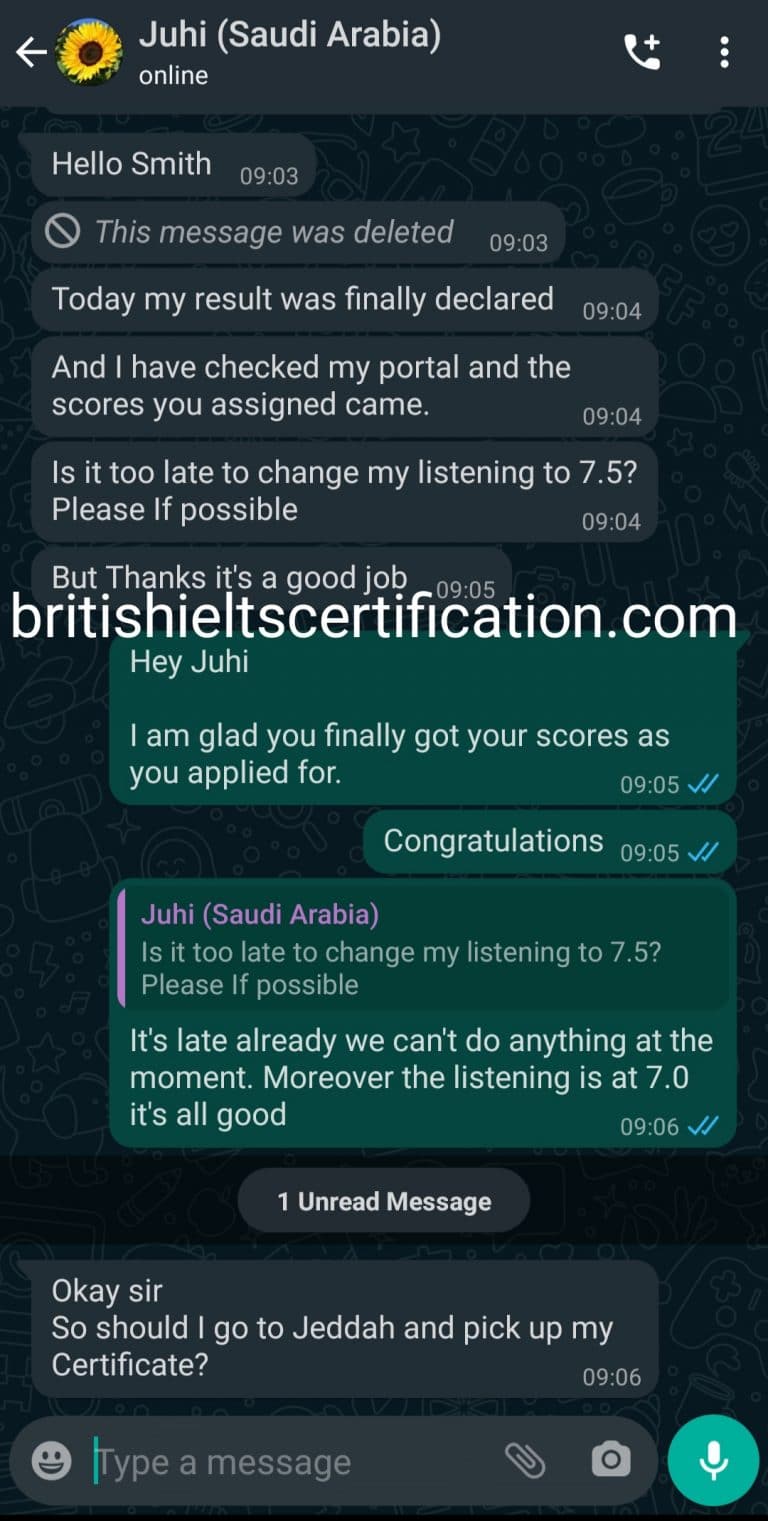 Juhi (Saudi Arabia)
online
Hello Smith 09:03
This message was deleted 09:03
Today my result was finally declared 09:04
And I have checked my portal and the
scores you assigned came. 09:04
Is it too late to change my listening to 7.5?
Please If possible 09:04
But Thanks it's a good job 09:05
britishieltscertification.com
Hey Juhi
I am glad you finally got your scores as
you applied for. 09:05
Congratulations 09:05
Juhi (Saudi Arabia)
Is it too late to change my listening to 7.5?
Please If possible
It's late already we can't do anything at the
moment. Moreover the listening is at 7.0
it's all good 09:06
1 Unread Message
Okay sir
So should I go to Jeddah and pick up my
Certificate? 09:06
Type a message